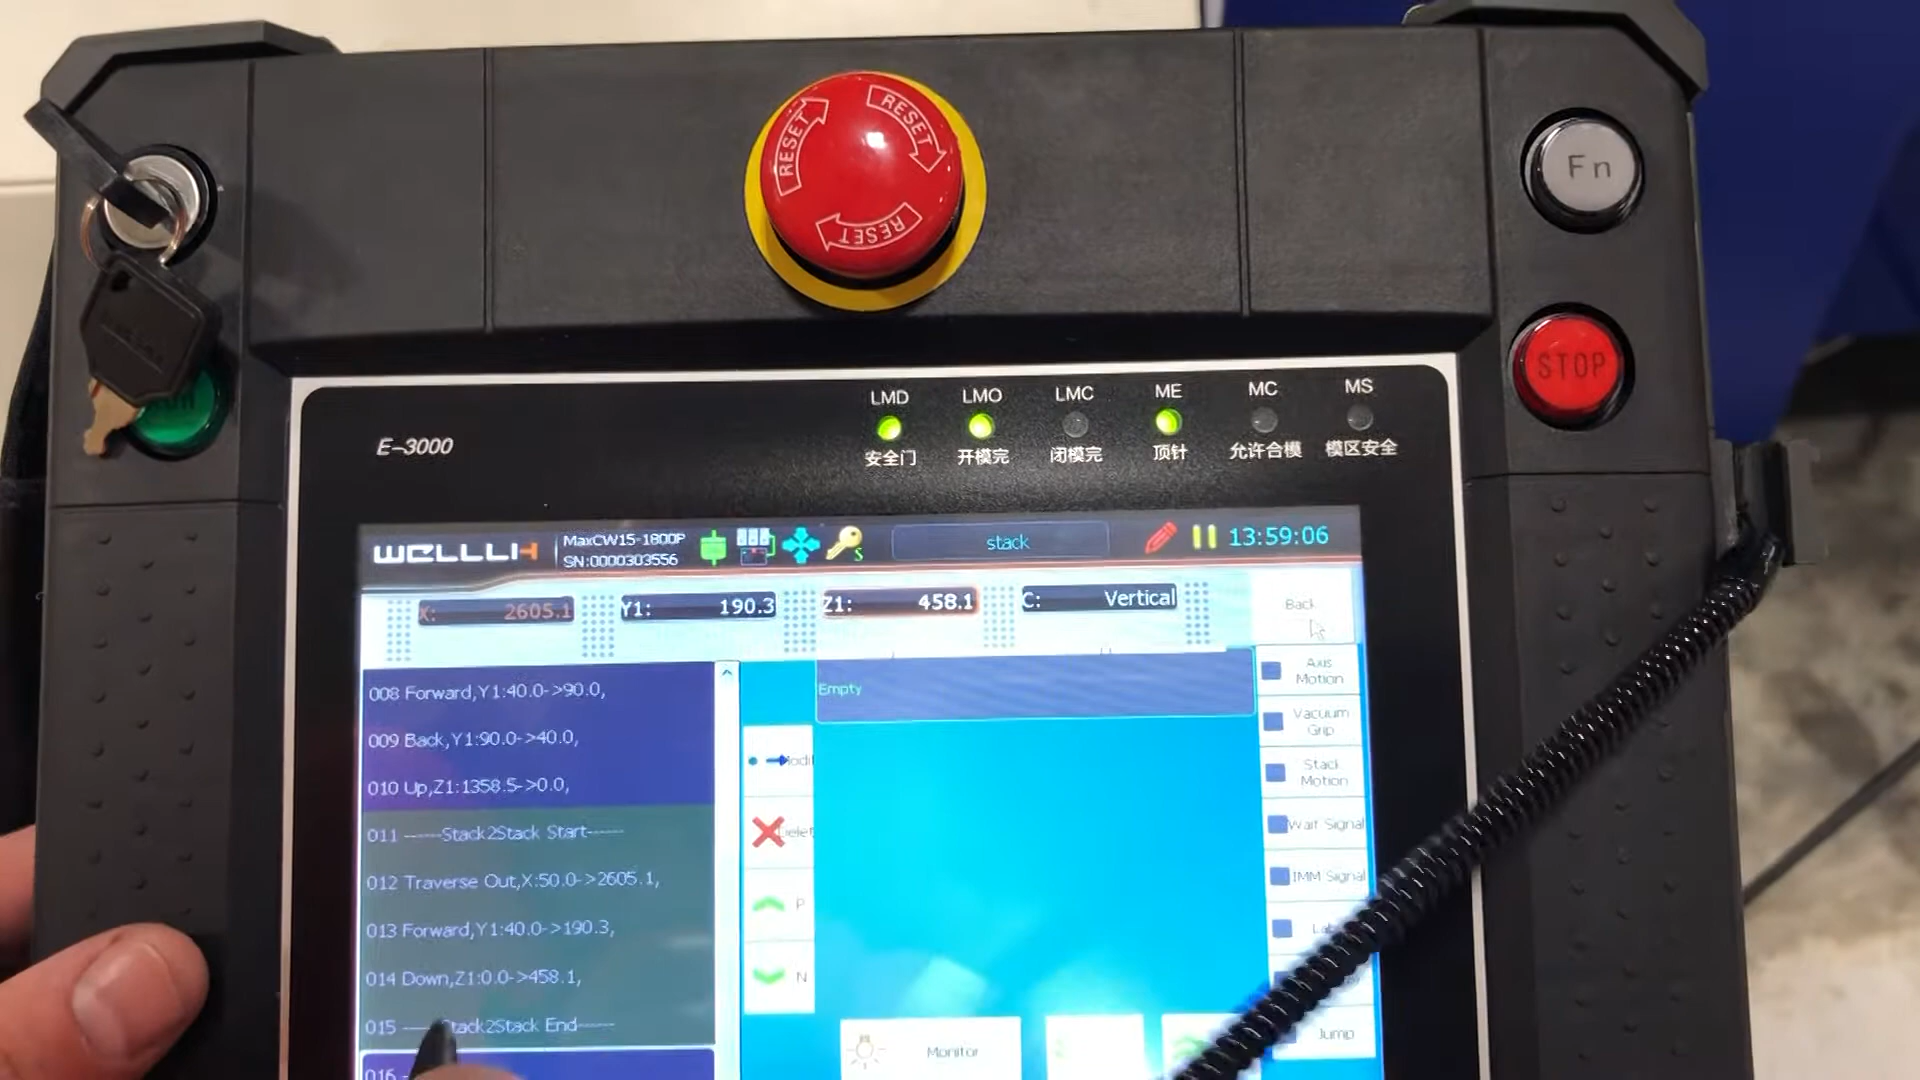 RESET
RESET
RESET
Fn
STOP
LMD
LMO
LMC
ME
MC
MS
安全门
开模完
闭模完
顶针
允许合模
模区安全
E-3000
WELLLIH
MaxCW15-1800P
SN:0000303556
S
stack
13:59:06
X: 2605.1
Y1: 190.3
Z1: 458.1
C: Vertical
Back
008 Forward,Y1:40.0->90.0,
009 Back,Y1:90.0->40.0,
010 Up,Z1:1358.5->0.0,
011 ------Stack2Stack Start------
012 Traverse Out,X:50.0->2605.1,
013 Forward,Y1:40.0->190.3,
014 Down,Z1:0.0->458.1,
015 Stack2Stack End------
016
Empty
P
N
Monitor
Axis
Motion
Vacuum
Grip
Stack
Motion
Wait Signal
IMM Signal
Jump